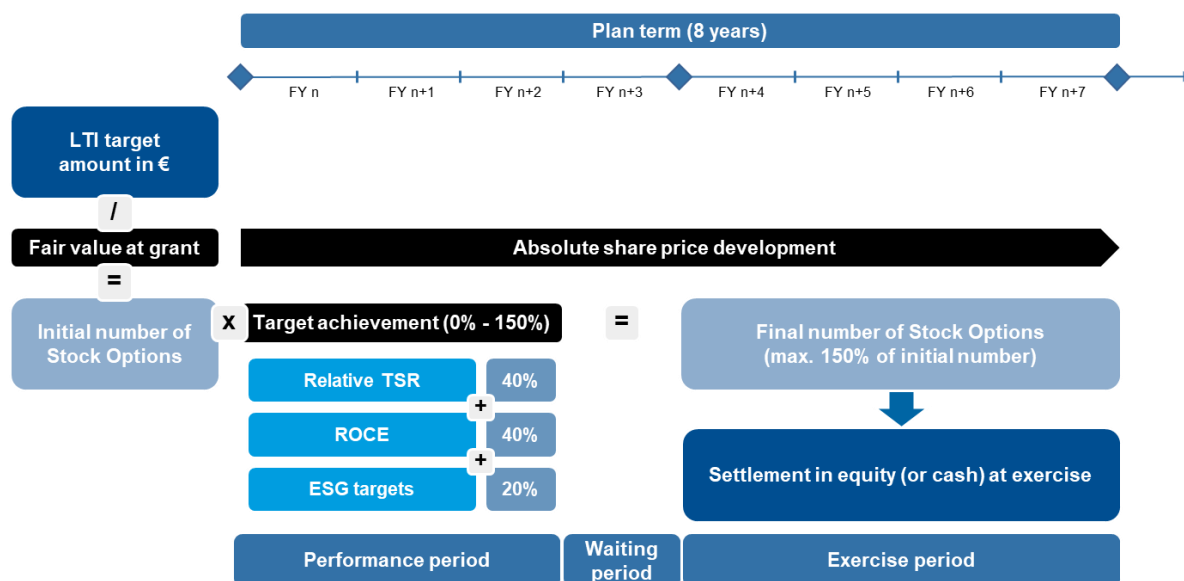 Plan term (8 years)
FY n
FY n+1
FY n+2
FY n+3
FY n+4
FY n+5
FY n+6
FY n+7
LTI target
amount in €
/
Fair value at grant
Absolute share price development
=
Initial number of
Stock Options
x
Target achievement (0% - 150%)
=
Final number of Stock Options
(max. 150% of initial number)
Relative TSR
40%
+
ROCE
40%
+
ESG targets
20%
Settlement in equity (or cash) at exercise
Performance period
Waiting
period
Exercise period